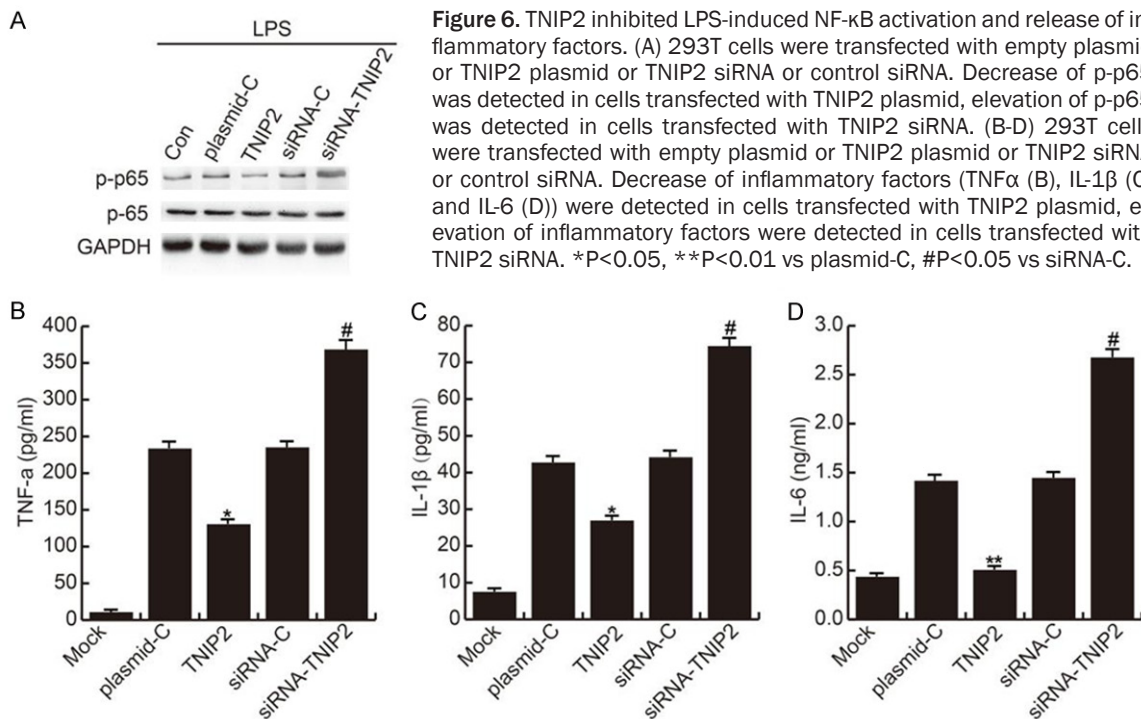 A
LPS
Con
plasmid-C
TNIP2
siRNA-C
siRNA-TNIP2
p-p65
p-65
GAPDH
Figure 6. TNIP2 inhibited LPS-induced NF-κB activation and release of in-
flammatory factors. (A) 293T cells were transfected with empty plasmid
or TNIP2 plasmid or TNIP2 siRNA or control siRNA. Decrease of p-p65
was detected in cells transfected with TNIP2 plasmid, elevation of p-p65
was detected in cells transfected with TNIP2 siRNA. (B-D) 293T cell
were transfected with empty plasmid or TNIP2 plasmid or TNIP2 siRNA
or control siRNA. Decrease of inflammatory factors (TNFα (B), IL-1β (C
and IL-6 (D)) were detected in cells transfected with TNIP2 plasmid, e
evation of inflammatory factors were detected in cells transfected wit
TNIP2 siRNA. *P<0.05, **P<0.01 vs plasmid-C, #P<0.05 vs siRNA-C.
B
TNF-a (pg/ml)
400
350
300
250
200
150
100
50
0
*
#
Mock
plasmid-C
TNIP2
siRNA-C
siRNA-TNIP2
C
IL-1β (pg/ml)
80
70
60
50
40
30
20
10
0
*
#
Mock
plasmid-C
TNIP2
siRNA-C
siRNA-TNIP2
D
IL-6 (ng/ml)
3.0
2.5
2.0
1.5
1.0
0.5
0.0
**
#
Mock
plasmid-C
TNIP2
siRNA-C
siRNA-TNIP2